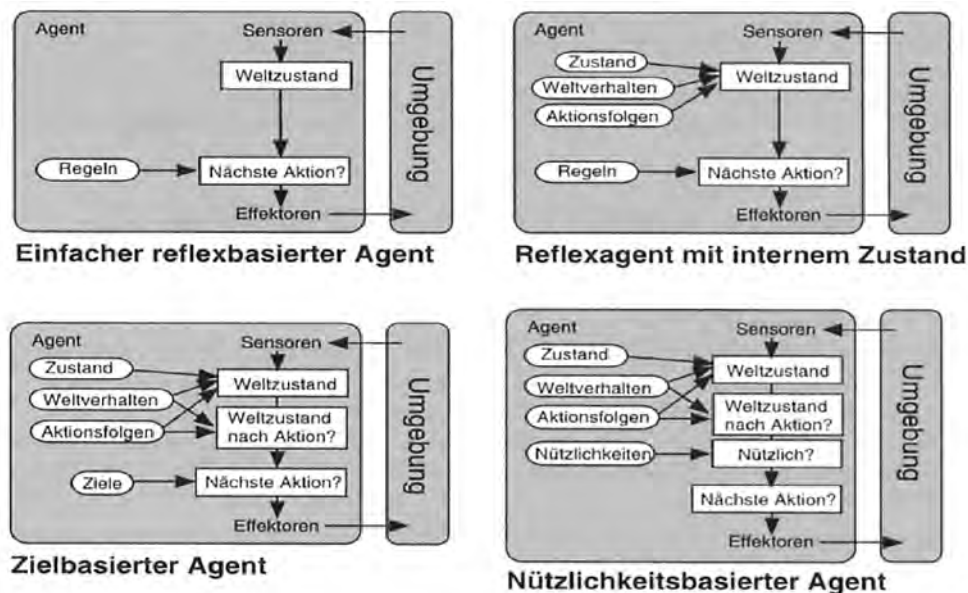 Agent
Sensoren
Weltzustand
Regeln
Nächste Aktion?
Effektoren
Umgebung
Einfacher reflexbasierter Agent
Agent
Sensoren
Zustand
Weltverhalten
Aktionsfolgen
Weltzustand
Regeln
Nächste Aktion?
Effektoren
Umgebung
Reflexagent mit internem Zustand
Agent
Sensoren
Zustand
Weltverhalten
Aktionsfolgen
Weltzustand
Weltzustand
nach Aktion?
Ziele
Nächste Aktion?
Effektoren
Umgebung
Zielbasierter Agent
Agent
Sensoren
Zustand
Weltverhalten
Aktionsfolgen
Nützlichkeiten
Weltzustand
Weltzustand
nach Aktion?
Nützlich?
Nächste Aktion?
Effektoren
Umgebung
Nützlichkeitsbasierter Agent